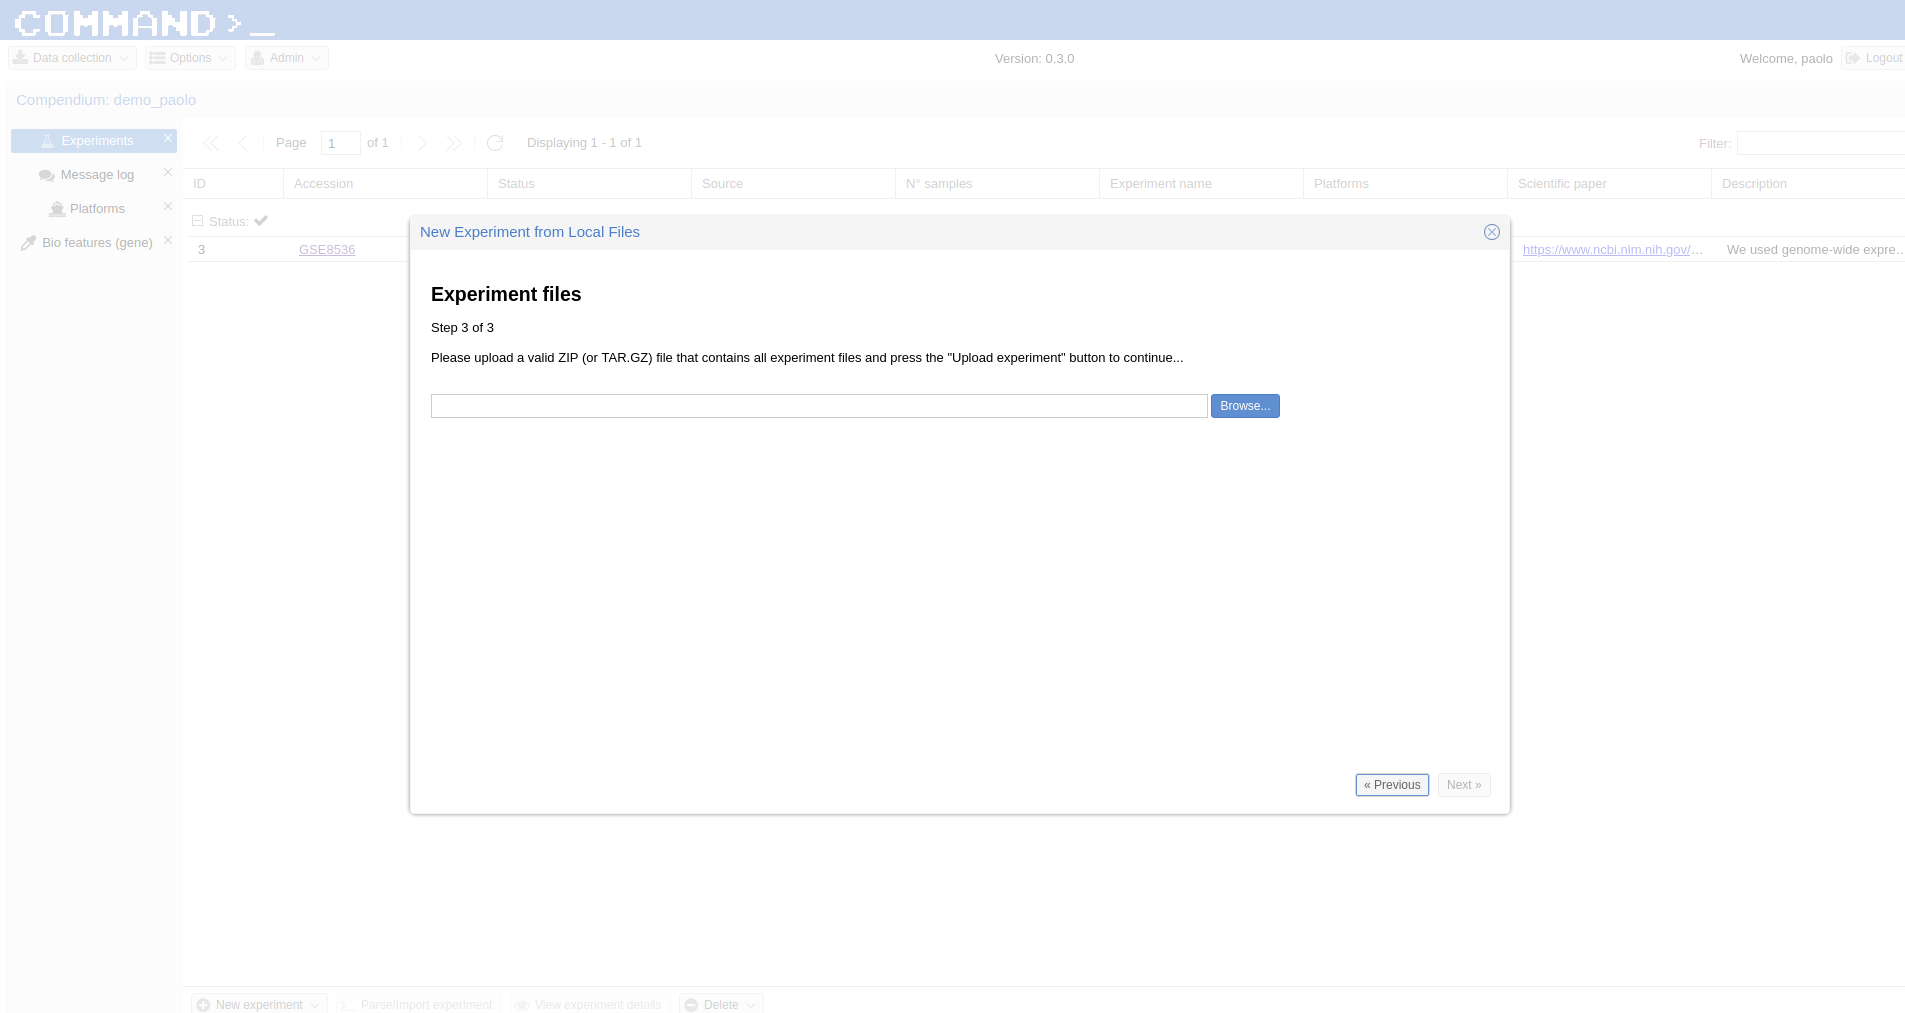 COMMAND>_
Data collection Options Admin Version: 0.3.0 Welcome, paolo Logout
Compendium: demo_paolo
Experiments
Message log
Platforms
Bio features (gene)
Page 1 of 1 Displaying 1 - 1 of 1 Filter:
ID Accession Status Source N° samples Experiment name Platforms Scientific paper Description
Status:
3 GSE8536 https://www.ncbi.nlm.nih.gov/... We used genome-wide expre...
New Experiment from Local Files
Experiment files
Step 3 of 3
Please upload a valid ZIP (or TAR.GZ) file that contains all experiment files and press the "Upload experiment" button to continue...
Browse...
« Previous Next »
New experiment Parse/Import experiment View experiment details Delete